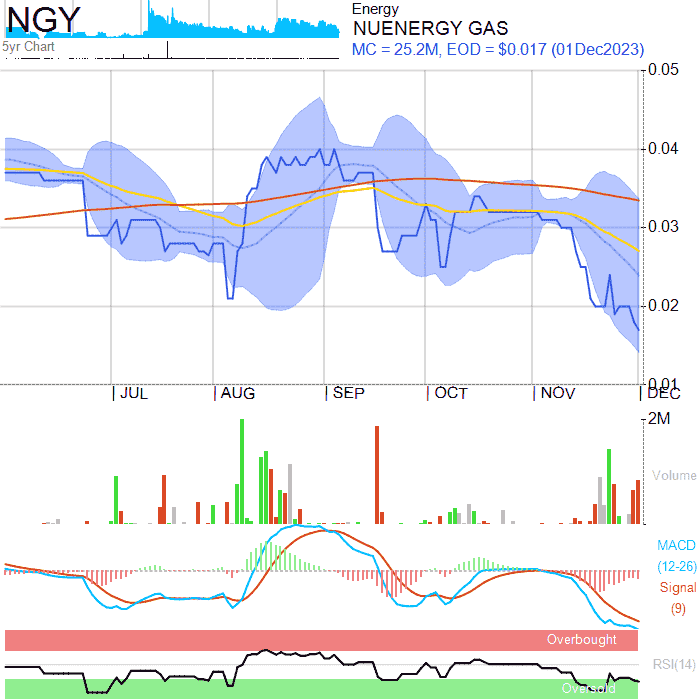 NGY
5yr Chart
Energy
NUENERGY GAS
MC = 25.2M, EOD = $0.017 (01Dec2023)
0.05
0.04
0.03
0.02
0.01
JUL AUG SEP OCT NOV DEC
2M
Volume
MACD
(12-26)
Signal
(9)
Overbought
RSI(14)
Oversold